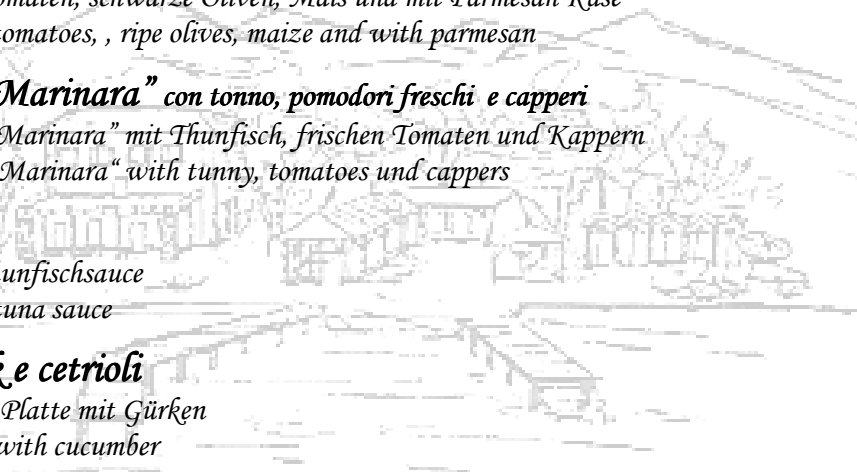 omaten, schwarze Oliven, Mais und mit Parmesan Käse
tomatoes, , ripe olives, maize and with parmesan
Marinara” con tonno, pomodori freschi e capperi
Marinara” mit Thunfisch, frischen Tomaten und Kappern
Marinara“ with tunny, tomatoes und cappers
unfischsauce
tuna sauce
k e cetrioli
Platte mit Gürken
with cucumber